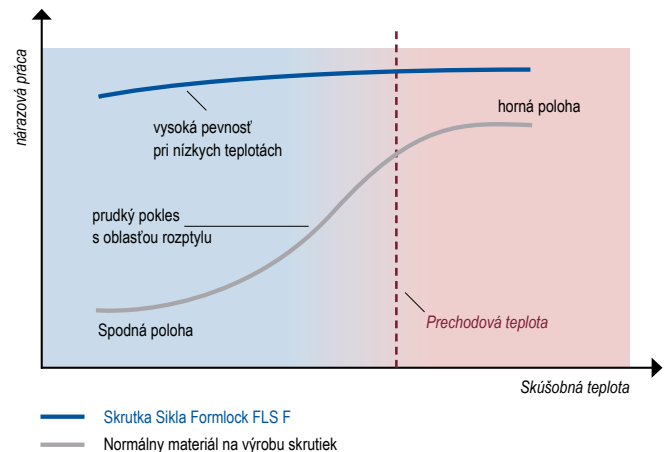 nárazová práca
vysoká pevnosť
pri nízkych teplotách
horná poloha
prudký pokles
s oblasťou rozptylu
Spodná poloha
Prechodová teplota
Skúšobná teplota
Skrutka Sikla Formlock FLS F
Normálny materiál na výrobu skrutiek